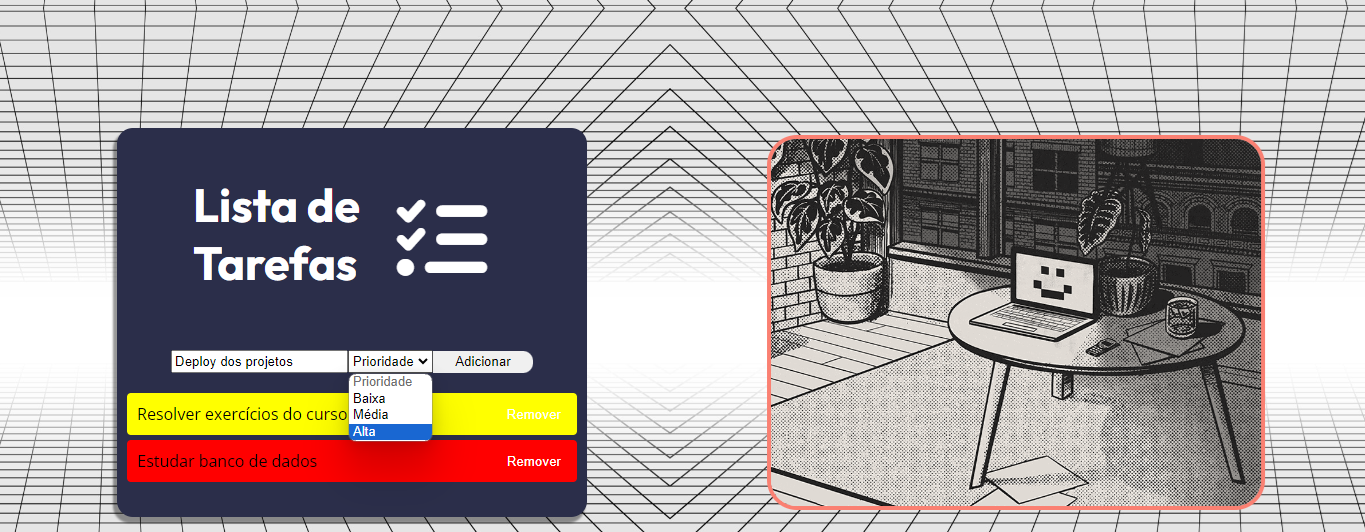 Lista de
Tarefas
Deploy dos projetos
Prioridade
Adicionar
Prioridade
Baixa
Média
Alta
Resolver exercícios do curso
Remover
Estudar banco de dados
Remover